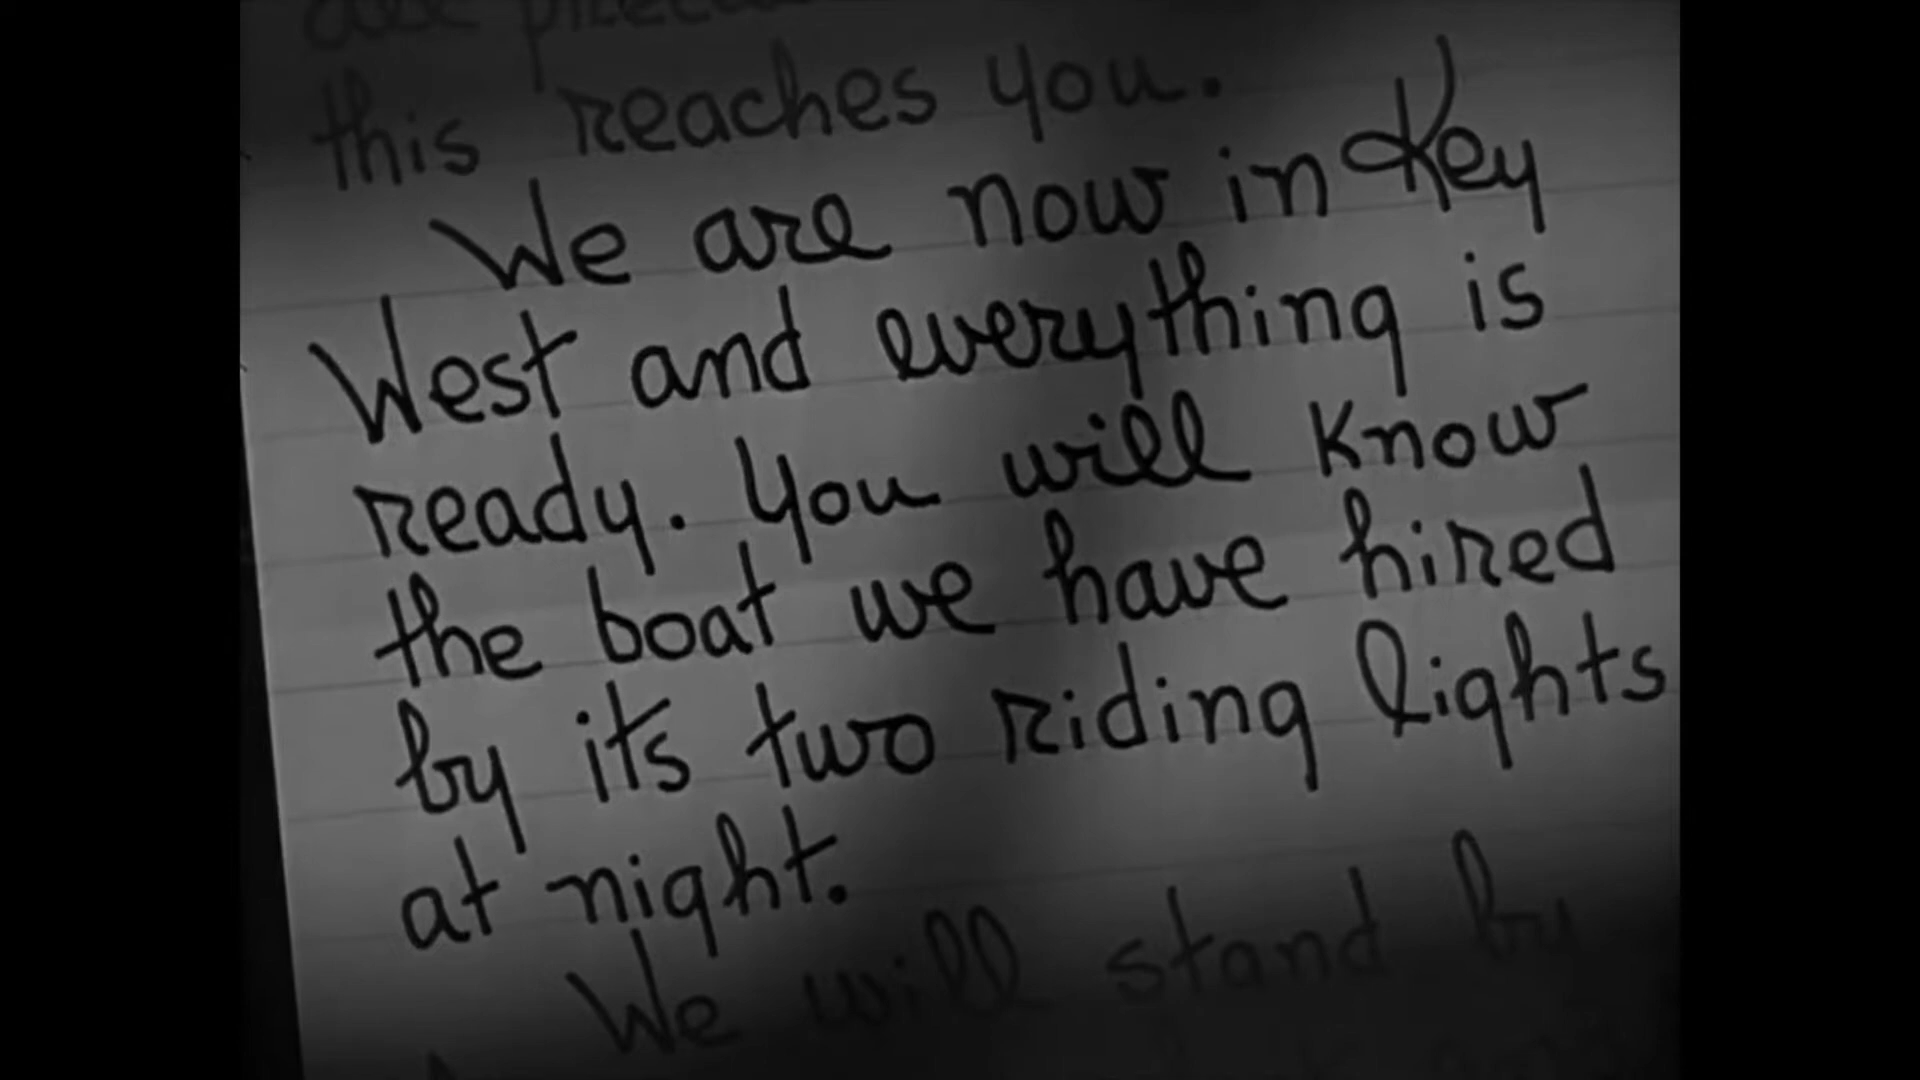 this reaches you.
We are now in Key
West and everything is
ready. You will know
the boat we have hired
by its two riding lights
at night.
We will stand by